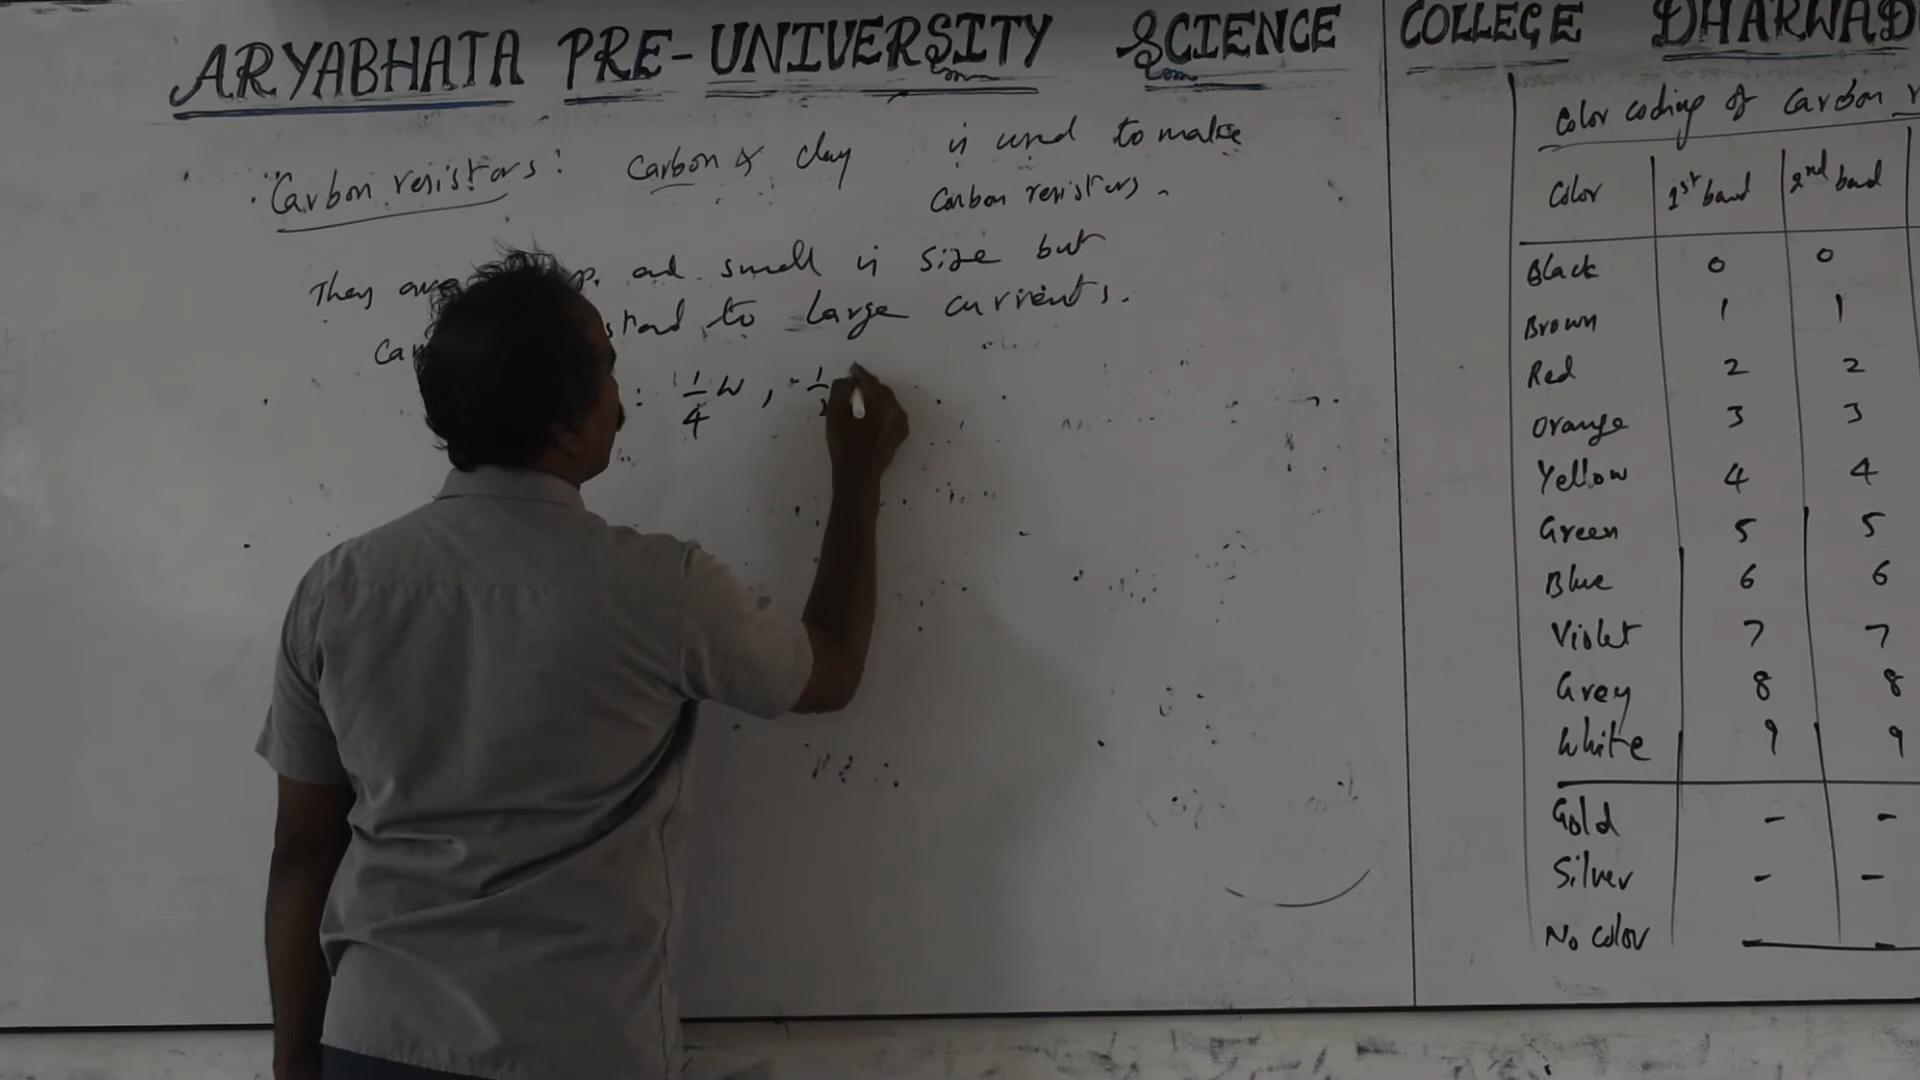 ARYABHATA PRE-UNIVERSITY SCIENCE COLLEGE DHARWAD
Carbon resistors: Carbon & clay is used to make
Carbon resistors.
They are and small in size but
to large currents.
: 1/4 W, 1/
Color coding of Carbon
Color 1st band 2nd band
Black 0 0
Brown 1 1
Red 2 2
Orange 3 3
Yellow 4 4
Green 5 5
Blue 6 6
Violet 7 7
Grey 8 8
White 9 9
Gold - -
Silver - -
No color - -